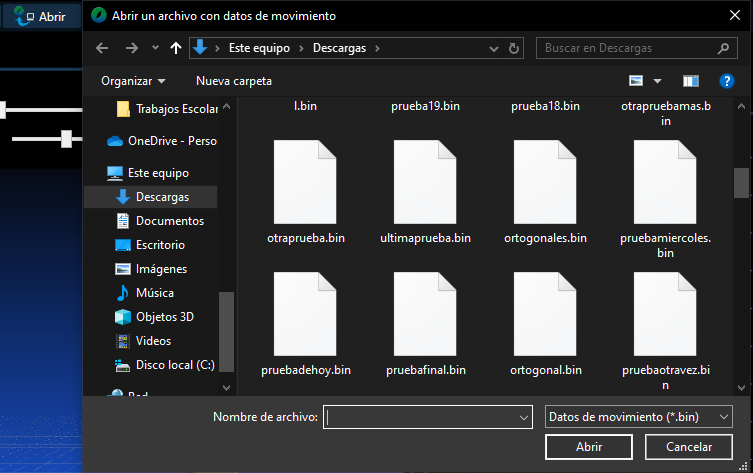 Abrir
Abrir un archivo con datos de movimiento
Este equipo
Descargas
Buscar en Descargas
Organizar
Nueva carpeta
?
Trabajos Escolar
OneDrive - Perso
Este equipo
Descargas
Documentos
Escritorio
Imágenes
Música
Objetos 3D
Videos
Disco local (C:)
Red
l.bin
prueba19.bin
prueba18.bin
otrapruebamas.b
in
otraprueba.bin
ultimaprueba.bin
ortogonales.bin
pruebamiercoles.
bin
pruebadehoy.bin
pruebafinal.bin
ortogonal.bin
pruebaotravez.bi
n
Nombre de archivo:
Datos de movimiento (*.bin)
Abrir
Cancelar